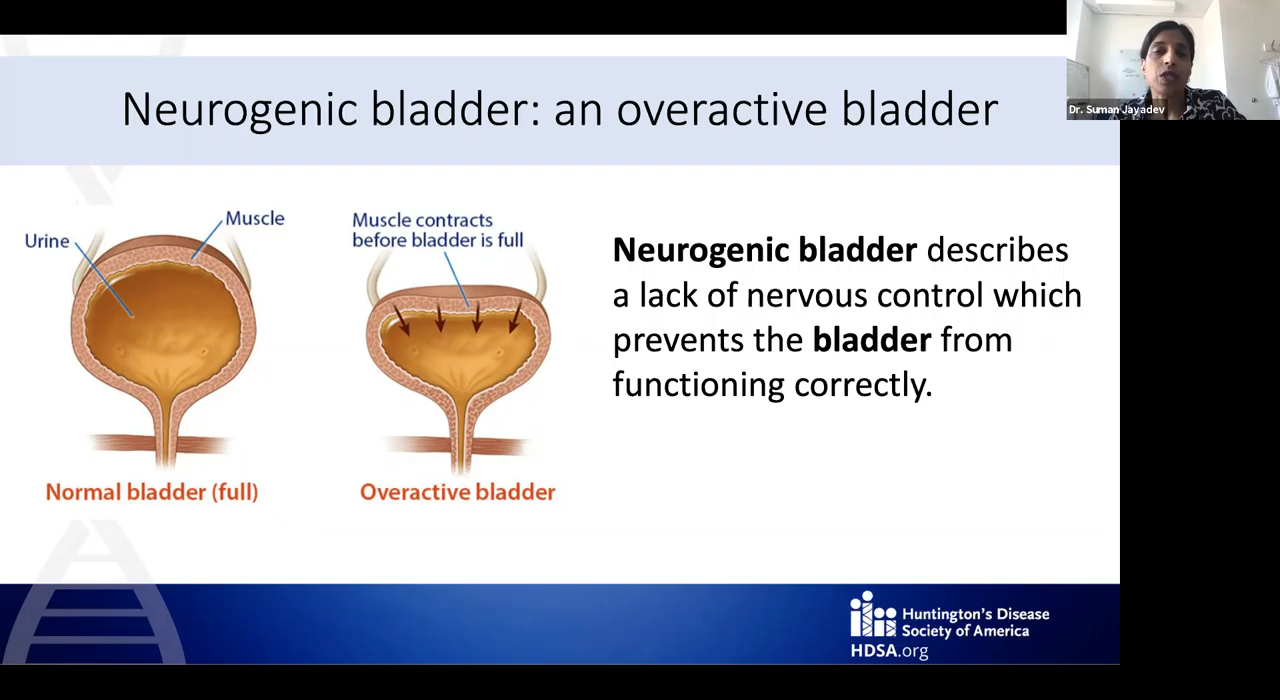 Neurogenic bladder: an overactive bladder
Dr. Suman Jayadev
Urine
Muscle
Muscle contracts
before bladder is full
Normal bladder (full)
Overactive bladder
Neurogenic bladder describes
a lack of nervous control which
prevents the bladder from
functioning correctly.
Huntington's Disease
Society of America
HDSA.org